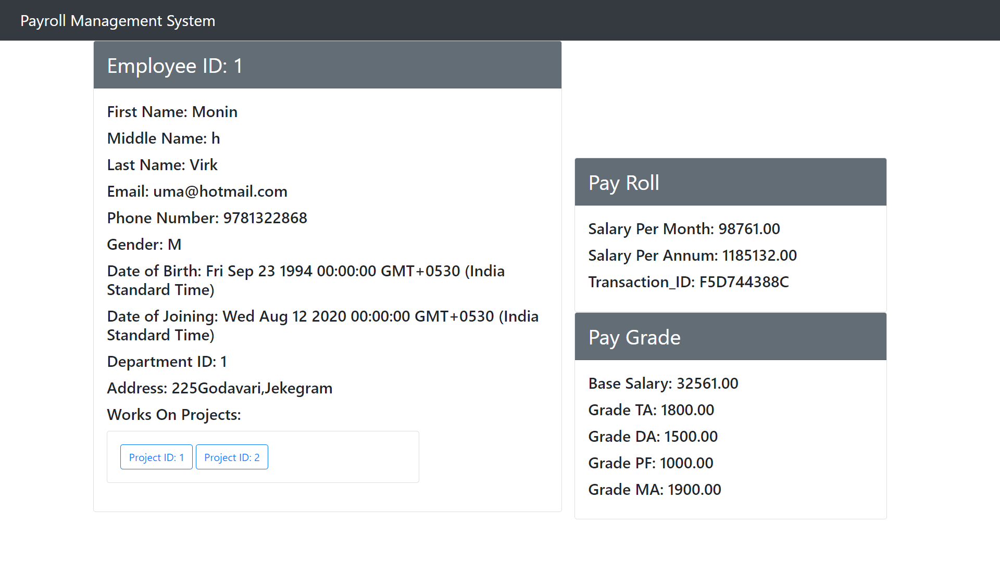 Payroll Management System
Employee ID: 1
First Name: Monin
Middle Name: h
Last Name: Virk
Email: uma@hotmail.com
Phone Number: 9781322868
Gender: M
Date of Birth: Fri Sep 23 1994 00:00:00 GMT+0530 (India
Standard Time)
Date of Joining: Wed Aug 12 2020 00:00:00 GMT+0530 (India
Standard Time)
Department ID: 1
Address: 225Godavari,Jekegram
Works On Projects:
Project ID: 1 Project ID: 2
Pay Roll
Salary Per Month: 98761.00
Salary Per Annum: 1185132.00
Transaction_ID: F5D744388C
Pay Grade
Base Salary: 32561.00
Grade TA: 1800.00
Grade DA: 1500.00
Grade PF: 1000.00
Grade MA: 1900.00